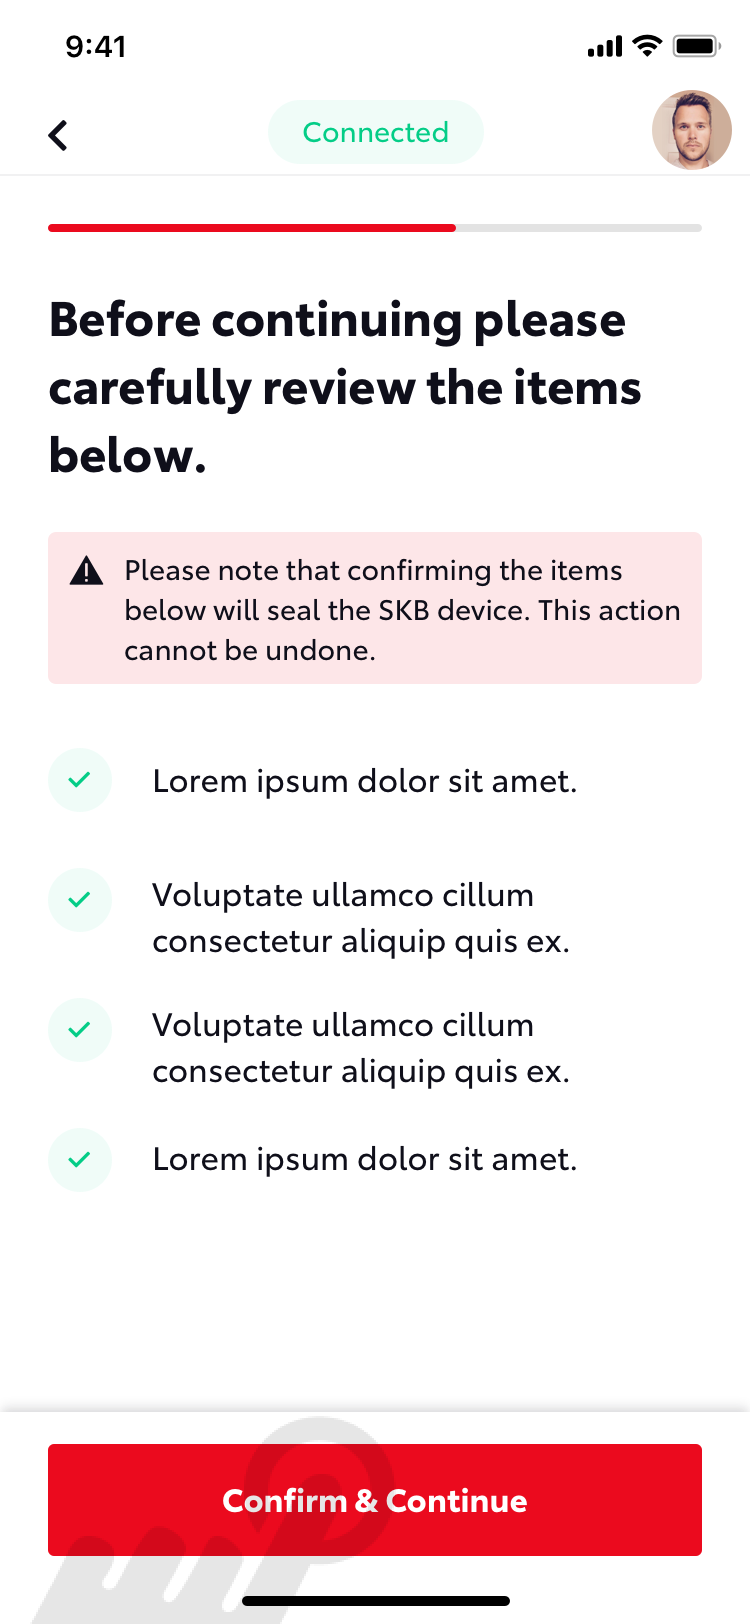 9:41
Connected
Before continuing please
carefully review the items
below.
Please note that confirming the items
below will seal the SKB device. This action
cannot be undone.
Lorem ipsum dolor sit amet.
Voluptate ullamco cillum
consectetur aliquip quis ex.
Voluptate ullamco cillum
consectetur aliquip quis ex.
Lorem ipsum dolor sit amet.
Confirm & Continue